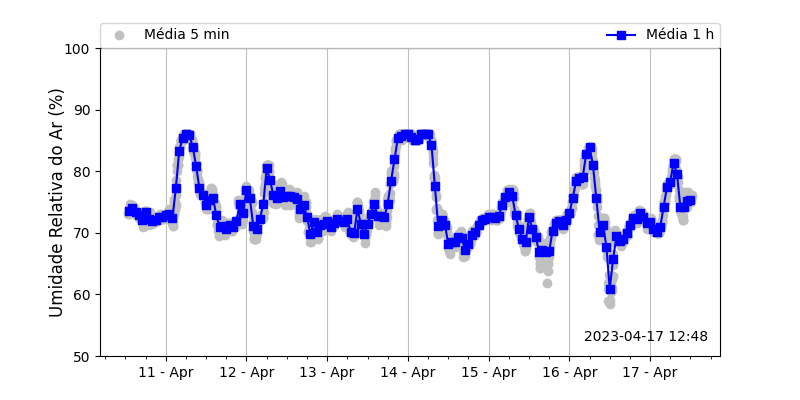 Média 5 min
Média 1 h
Umidade Relativa do Ar (%)
100
90
80
70
60
50
2023-04-17 12:48
11 - Apr
12 - Apr
13 - Apr
14 - Apr
15 - Apr
16 - Apr
17 - Apr